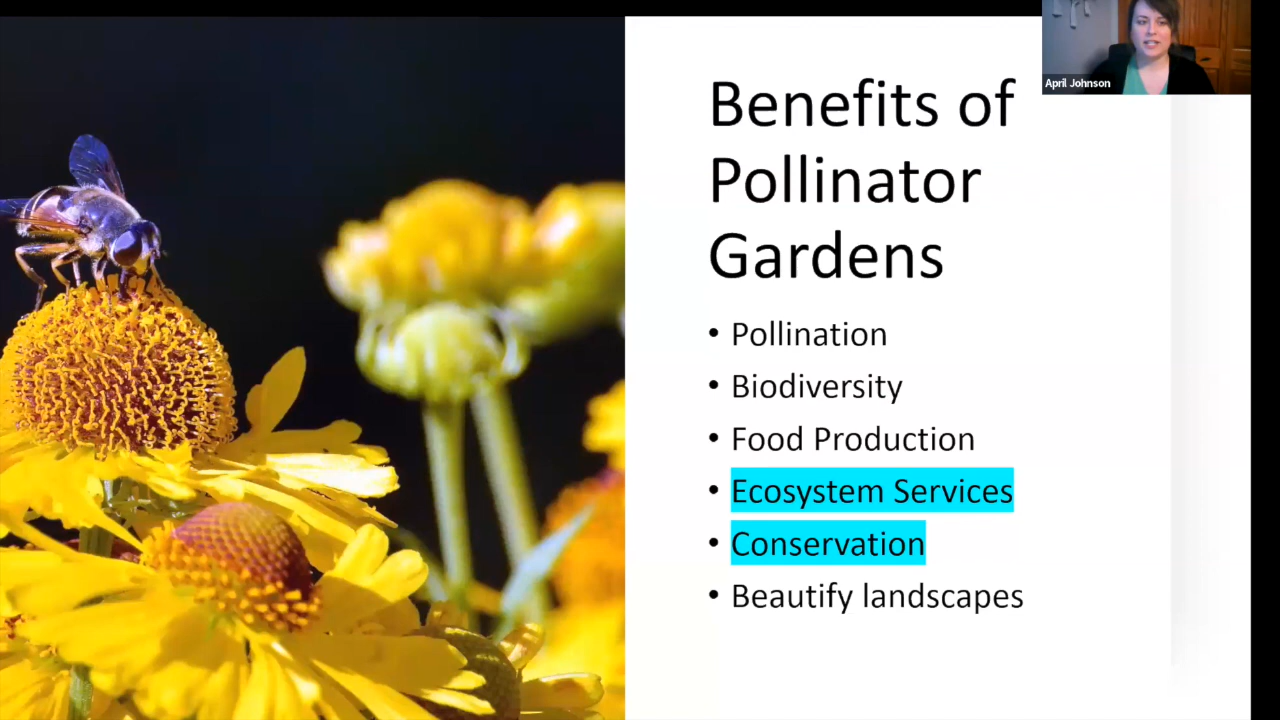 April Johnson
Benefits of
Pollinator
Gardens
• Pollination
• Biodiversity
• Food Production
• Ecosystem Services
• Conservation
• Beautify landscapes